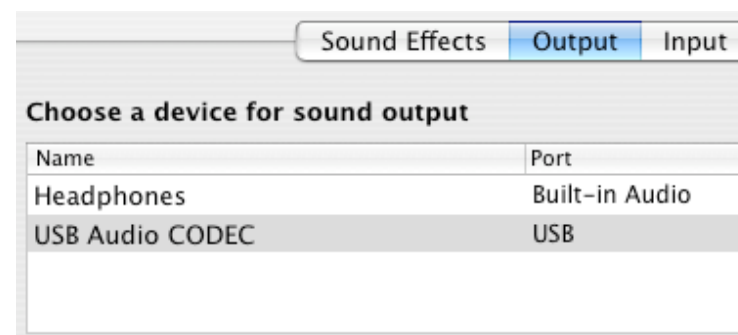 Sound Effects Output Input
Choose a device for sound output
Name Port
Headphones Built-in Audio
USB Audio CODEC USB